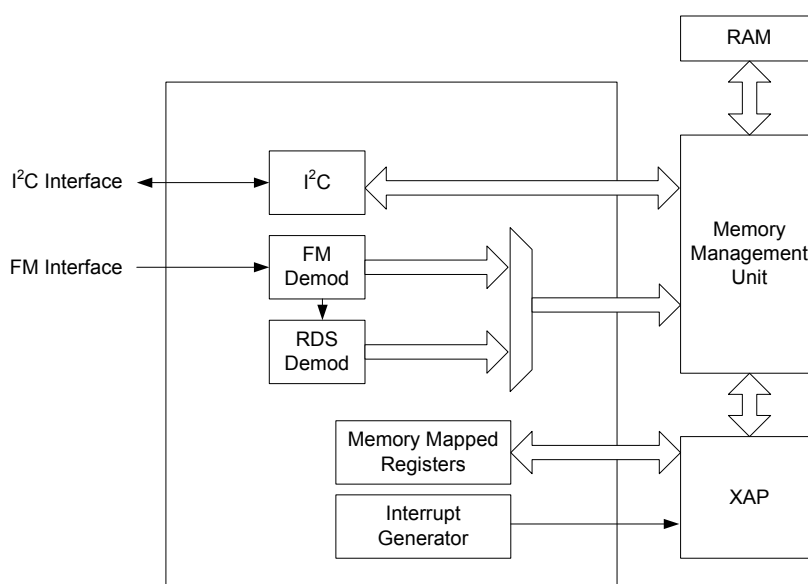 RAM
I²C Interface
I²C
FM Interface
FM
Demod
RDS
Demod
Memory
Management
Unit
Memory Mapped
Registers
Interrupt
Generator
XAP